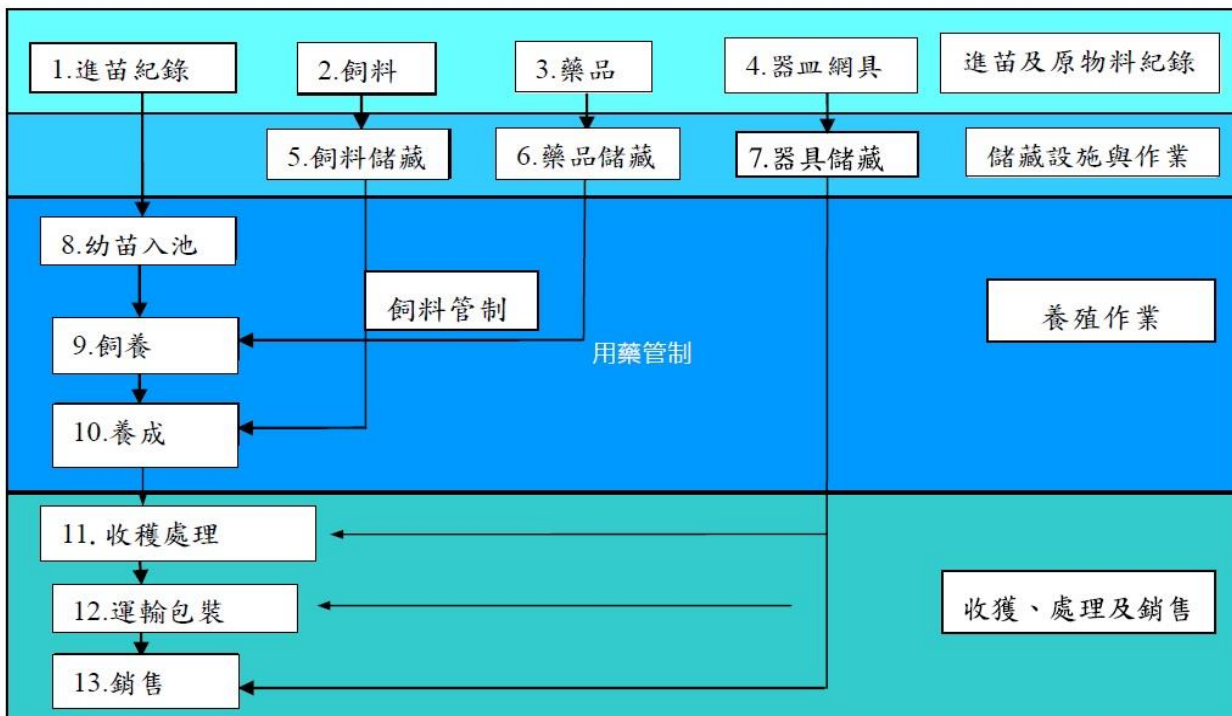 1.進苗紀錄
2.飼料
3.藥品
4.器皿網具
進苗及原物料紀錄
5.飼料儲藏
6.藥品儲藏
7.器具儲藏
儲藏設施與作業
8.幼苗入池
飼料管制
養殖作業
9.飼養
用藥管制
10.養成
11.收穫處理
12.運輸包裝
收獲、處理及銷售
13.銷售